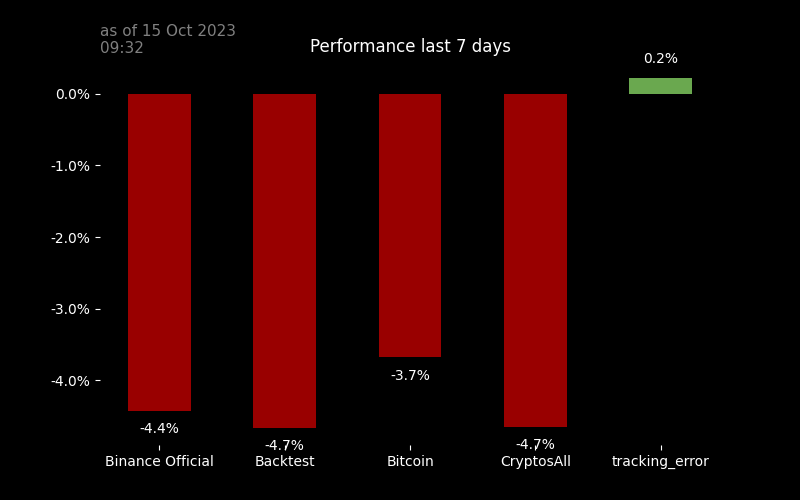 as of 15 Oct 2023
09:32
Performance last 7 days
0.2%
0.0%
-1.0%
-2.0%
-3.0%
-4.0%
-3.7%
-4.4%
-4.7%
-4.7%
Binance Official
Backtest
Bitcoin
CryptosAll
tracking_error